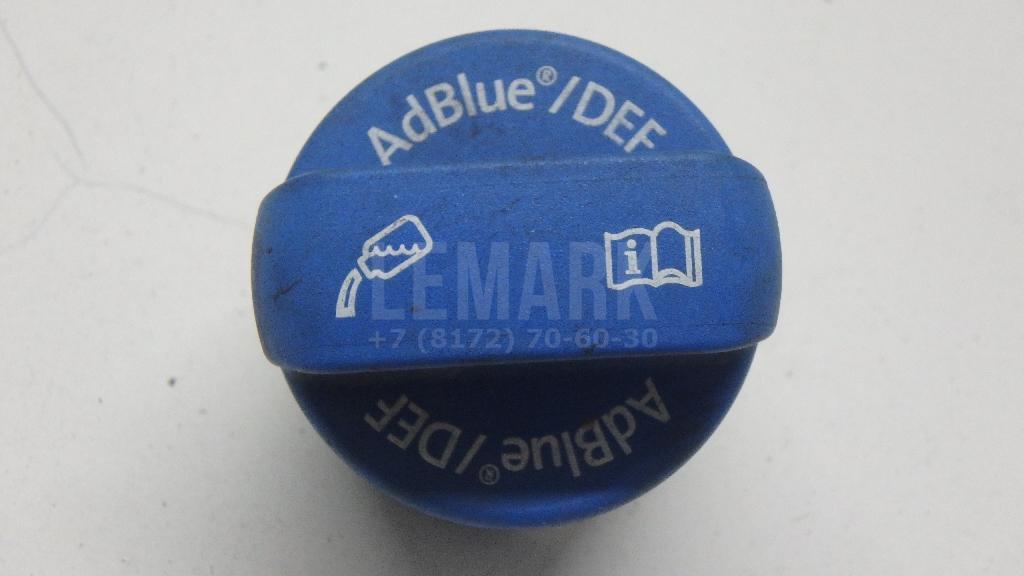 AdBlue®/DEF
i
LEMARK
+7 (8172) 70-60-30
AdBlue®/DEF